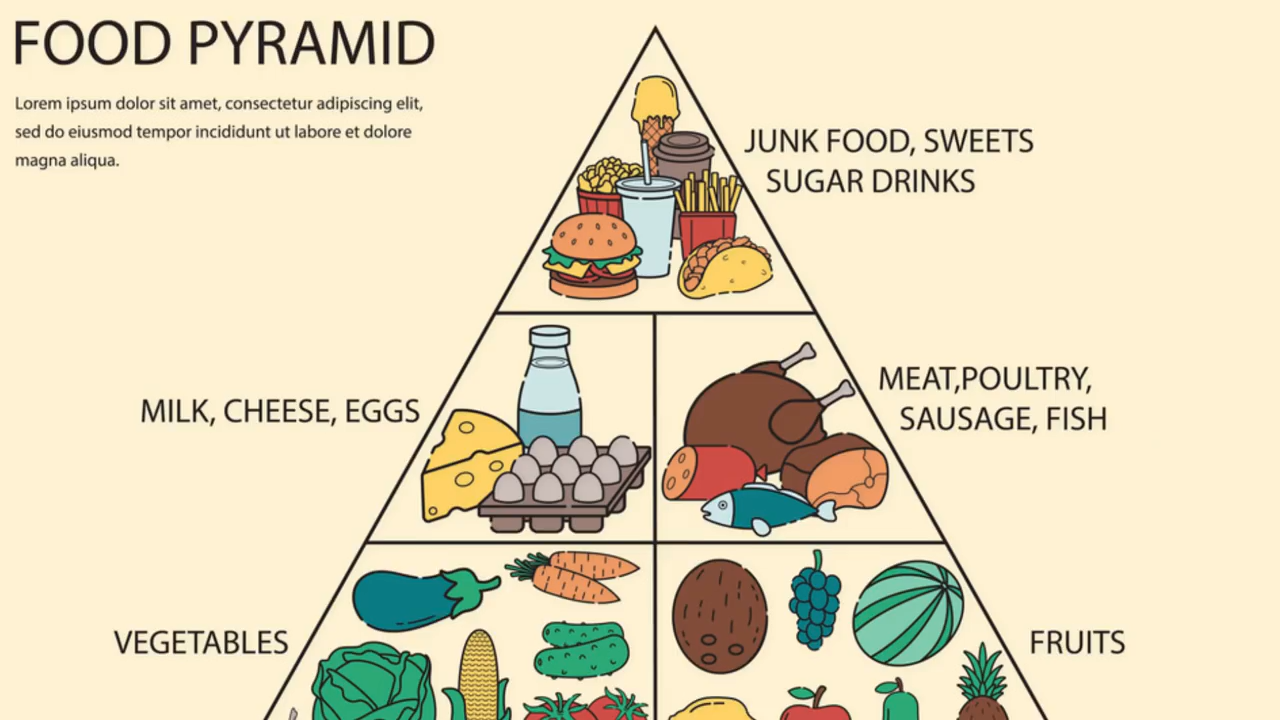 FOOD PYRAMID
Lorem ipsum dolor sit amet, consectetur adipiscing elit,
sed do eiusmod tempor incididunt ut labore et dolore
magna aliqua.
JUNK FOOD, SWEETS
SUGAR DRINKS
MILK, CHEESE, EGGS
MEAT,POULTRY,
SAUSAGE, FISH
VEGETABLES
FRUITS